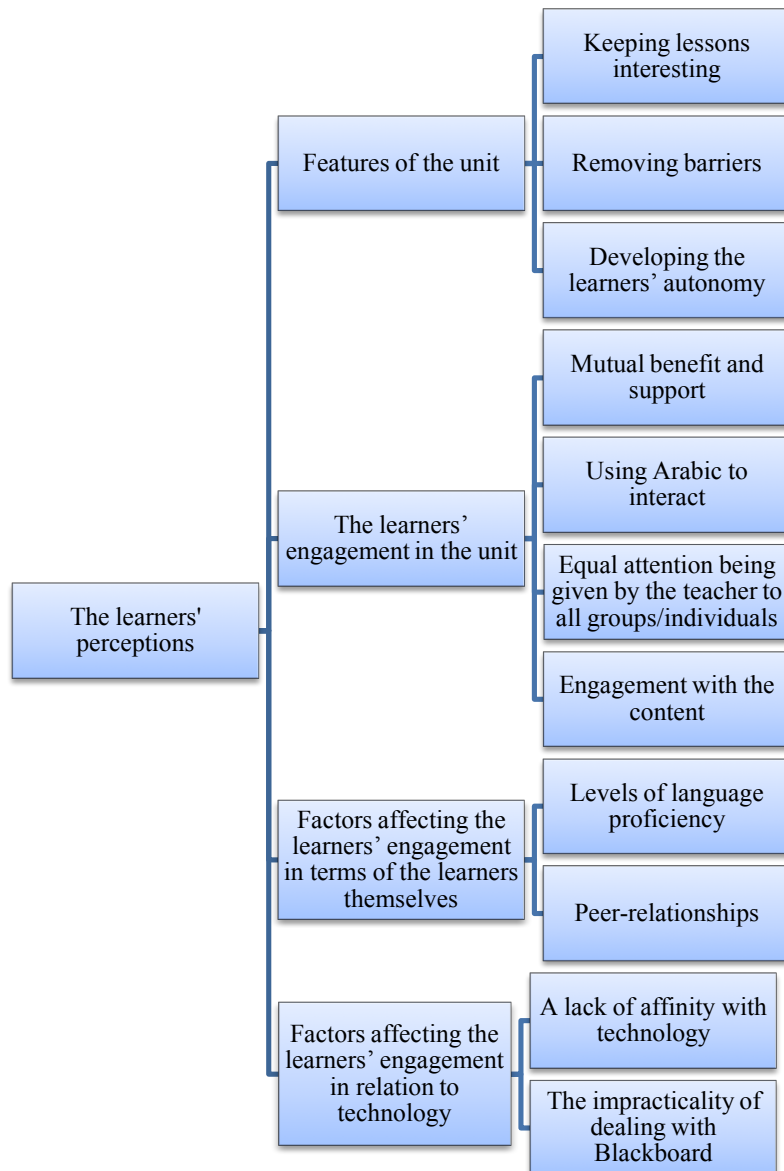 The learners'
perceptions
Features of the unit
Keeping lessons
interesting
Removing barriers
Developing the
learners’ autonomy
The learners’
engagement in the unit
Mutual benefit and
support
Using Arabic to
interact
Equal attention being
given by the teacher to
all groups/individuals
Engagement with the
content
Factors affecting the
learners’ engagement
in terms of the learners
themselves
Levels of language
proficiency
Peer-relationships
Factors affecting the
learners’ engagement
in relation to
technology
A lack of affinity with
technology
The impracticality of
dealing with
Blackboard